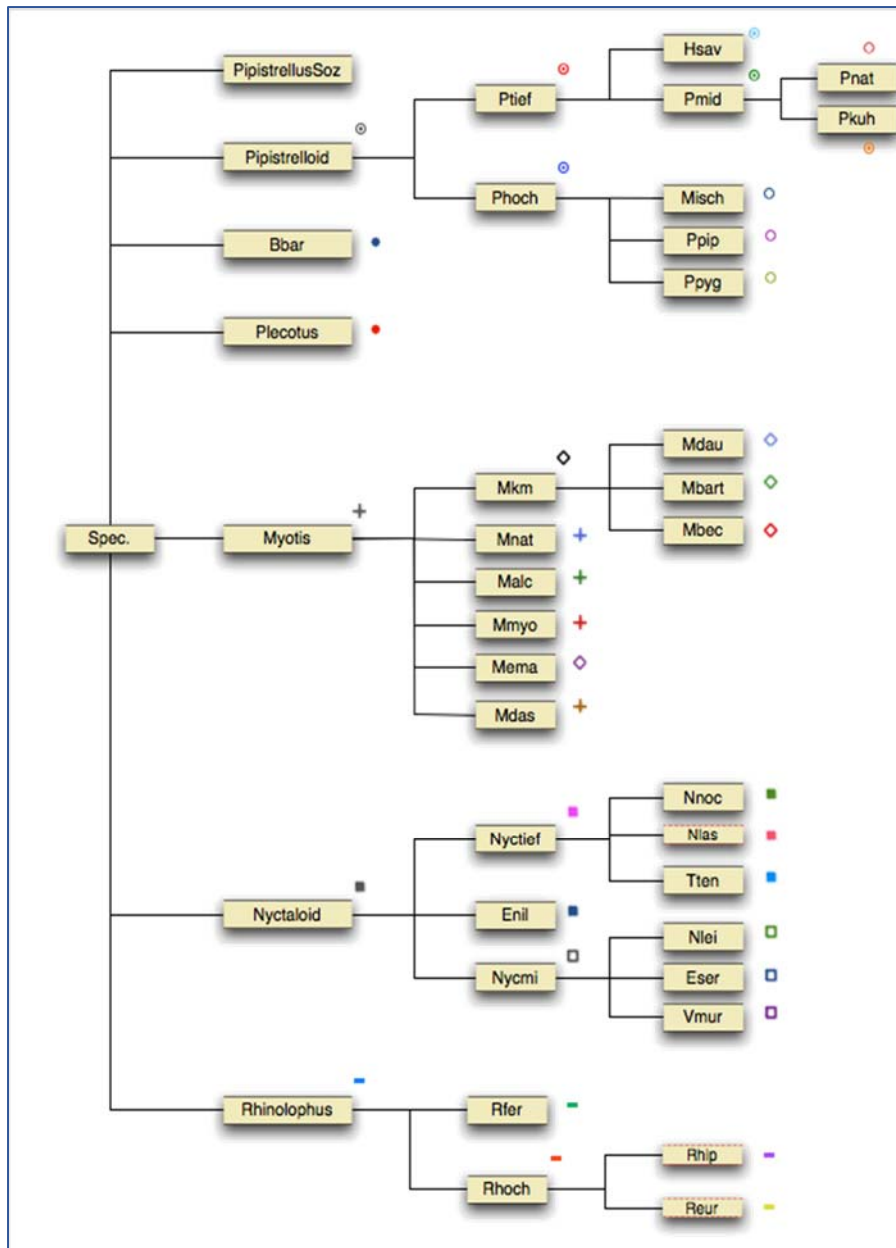 Hsav
PipistrellusSoz
Pnat
Ptief
Pmid
Pkuh
Pipistrelloid
Phoch
Misch
Bbar
Ppip
Ppyg
Plecotus
Mdau
Mkm
Mbart
Mbec
Spec.
Myotis
Mnat
Malc
Mmyo
Mema
Mdas
Nnoc
Nyctief
Nlas
Tten
Nyctaloid
Enil
Nlei
Nycmi
Eser
Vmur
Rhinolophus
Rfer
Rhip
Rhoch
Reur